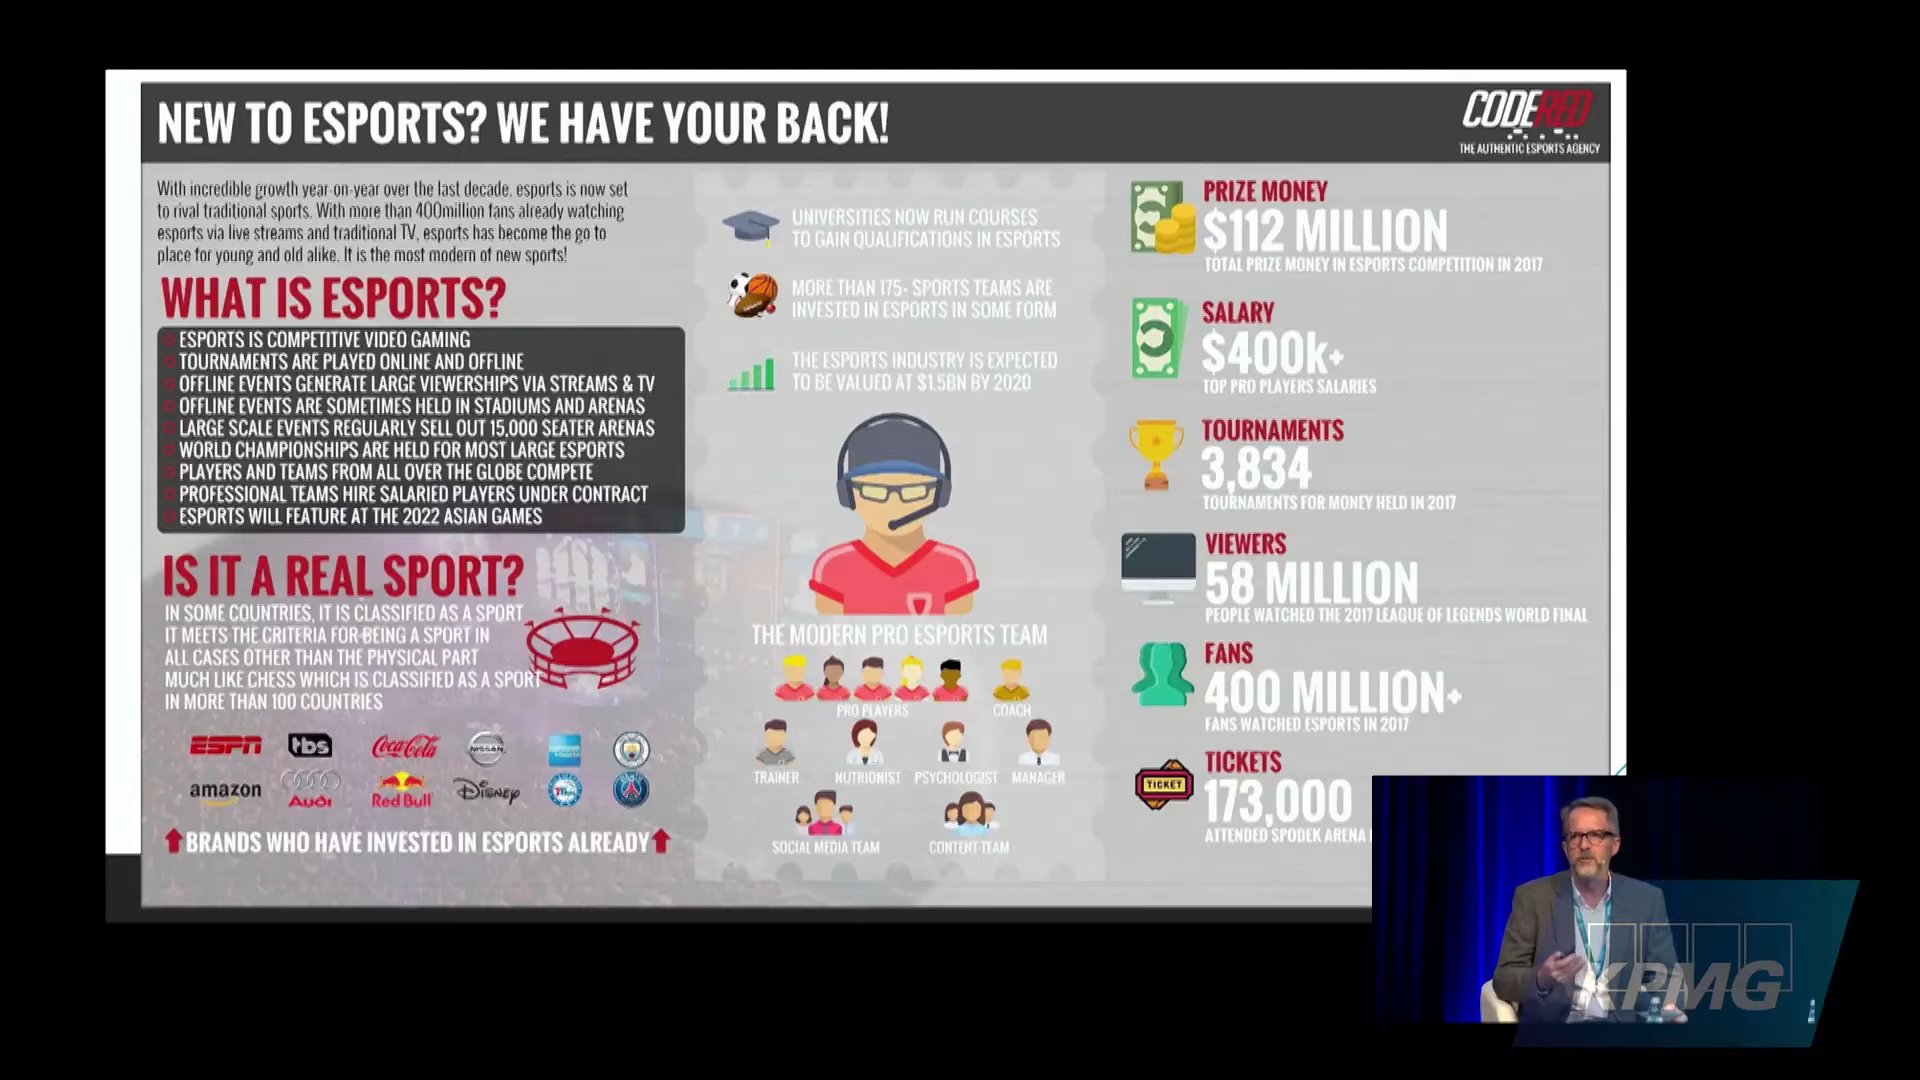 NEW TO ESPORTS? WE HAVE YOUR BACK!
CODERED
THE AUTHENTIC ESPORTS AGENCY
With incredible growth year-on-year over the last decade, esports is now set
to rival traditional sports. With more than 400million fans already watching
esports via live streams and traditional TV, esports has become the go to
place for young and old alike. It is the most modern of new sports!
WHAT IS ESPORTS?
ESPORTS IS COMPETITIVE VIDEO GAMING
TOURNAMENTS ARE PLAYED ONLINE AND OFFLINE
OFFLINE EVENTS GENERATE LARGE VIEWERSHIPS VIA STREAMS & TV
OFFLINE EVENTS ARE SOMETIMES HELD IN STADIUMS AND ARENAS
LARGE SCALE EVENTS REGULARLY SELL OUT 15,000 SEATER ARENAS
WORLD CHAMPIONSHIPS ARE HELD FOR MOST LARGE ESPORTS
PLAYERS AND TEAMS FROM ALL OVER THE GLOBE COMPETE
PROFESSIONAL TEAMS HIRE SALARIED PLAYERS UNDER CONTRACT
ESPORTS WILL FEATURE AT THE 2022 ASIAN GAMES
IS IT A REAL SPORT?
IN SOME COUNTRIES, IT IS CLASSIFIED AS A SPORT
IT MEETS THE CRITERIA FOR BEING A SPORT IN
ALL CASES OTHER THAN THE PHYSICAL PART
MUCH LIKE CHESS WHICH IS CLASSIFIED AS A SPORT
IN MORE THAN 100 COUNTRIES
ESPN tbs Coca-Cola NISSAN
amazon Audi Red Bull Disney 76ers
BRANDS WHO HAVE INVESTED IN ESPORTS ALREADY
UNIVERSITIES NOW RUN COURSES
TO GAIN QUALIFICATIONS IN ESPORTS
MORE THAN 175+ SPORTS TEAMS ARE
INVESTED IN ESPORTS IN SOME FORM
THE ESPORTS INDUSTRY IS EXPECTED
TO BE VALUED AT $1.5BN BY 2020
THE MODERN PRO ESPORTS TEAM
PRO PLAYERS COACH
TRAINER NUTRIONIST PSYCHOLOGIST MANAGER
SOCIAL MEDIA TEAM CONTENT TEAM
PRIZE MONEY
$112 MILLION
TOTAL PRIZE MONEY IN ESPORTS COMPETITION IN 2017
SALARY
$400k+
TOP PRO PLAYERS SALARIES
TOURNAMENTS
3,834
TOURNAMENTS FOR MONEY HELD IN 2017
VIEWERS
58 MILLION
PEOPLE WATCHED THE 2017 LEAGUE OF LEGENDS WORLD FINAL
FANS
400 MILLION+
FANS WATCHED ESPORTS IN 2017
TICKETS
TICKET
173,000
ATTENDED SPODEK ARENA
KPMG